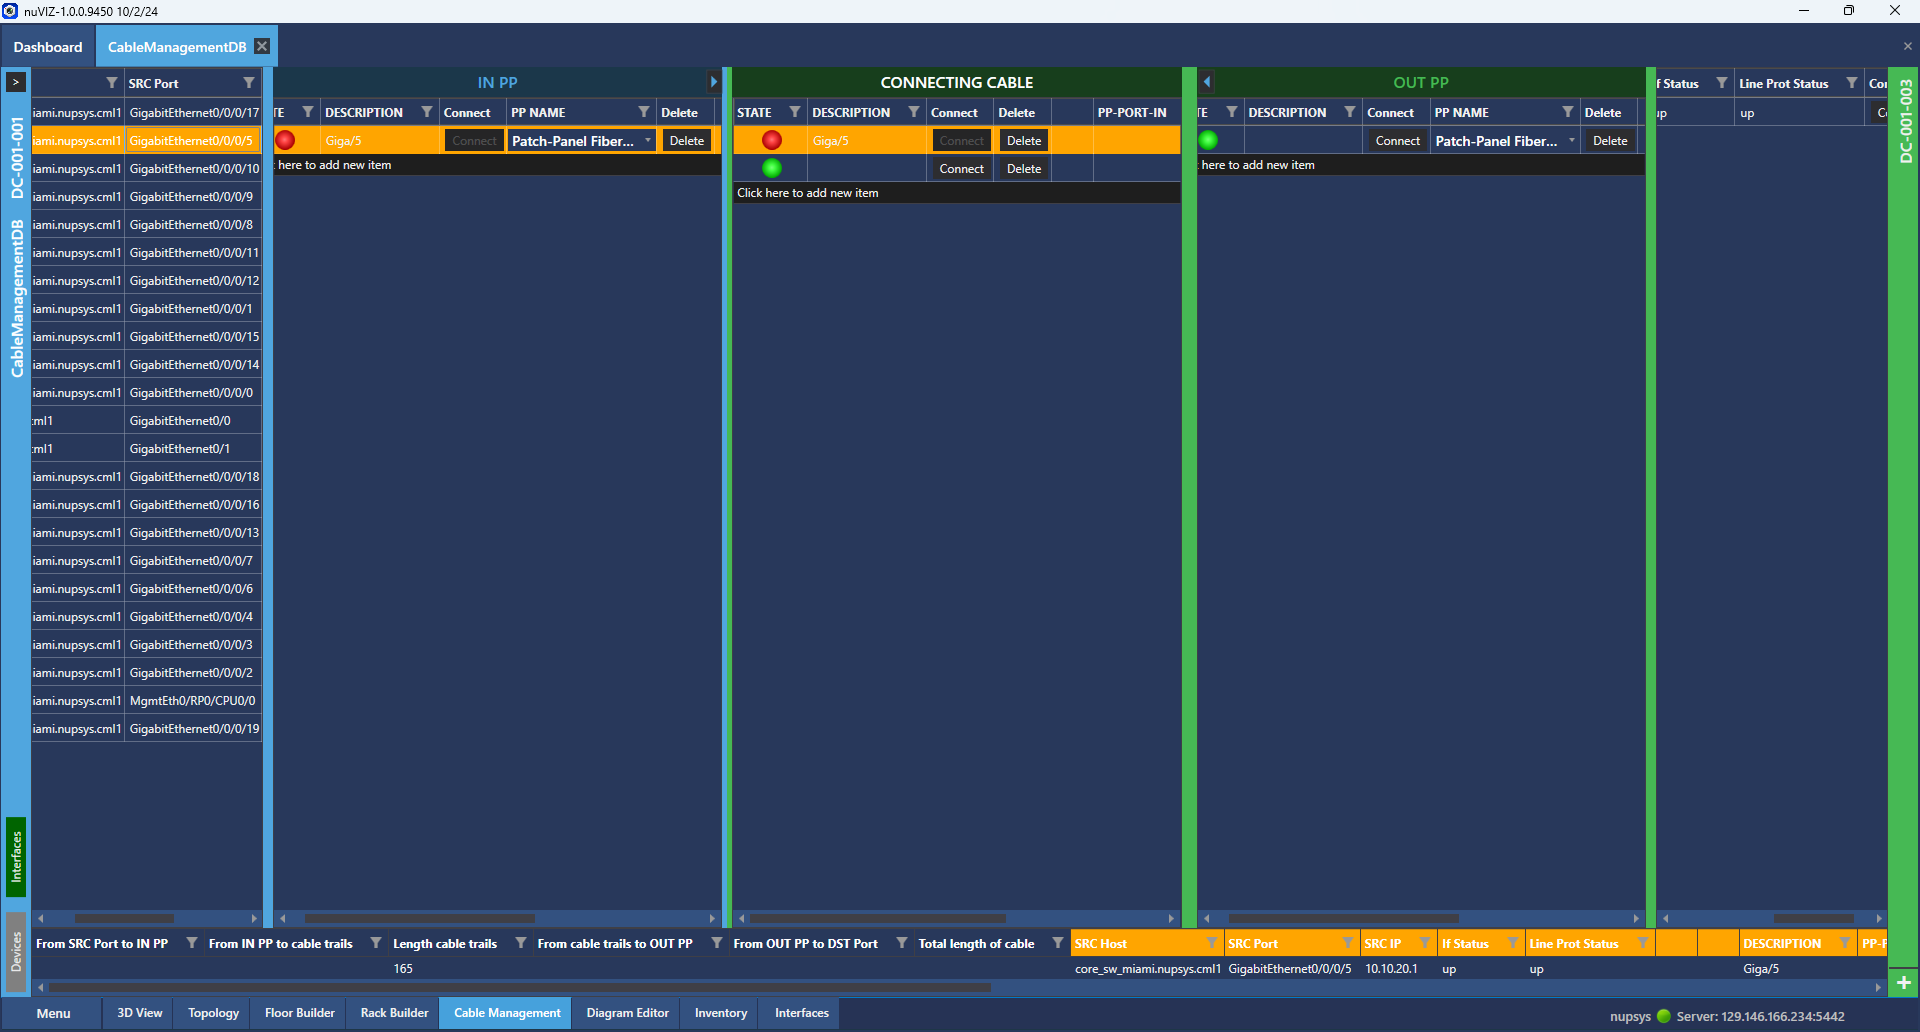 nuVIZ-1.0.0.9450 10/2/24
Dashboard CableManagementDB
> SRC Port
IN PP
CONNECTING CABLE
OUT PP
f Status Line Prot Status Co
TE DESCRIPTION Connect PP NAME Delete
STATE DESCRIPTION Connect Delete PP-PORT-IN
TE DESCRIPTION Connect PP NAME Delete
up up C
iami.nupsys.cml1 GigabitEthernet0/0/0/17
iami.nupsys.cml1 GigabitEthernet0/0/0/5
iami.nupsys.cml1 GigabitEthernet0/0/0/10
iami.nupsys.cml1 GigabitEthernet0/0/0/9
iami.nupsys.cml1 GigabitEthernet0/0/0/8
iami.nupsys.cml1 GigabitEthernet0/0/0/11
iami.nupsys.cml1 GigabitEthernet0/0/0/12
iami.nupsys.cml1 GigabitEthernet0/0/0/1
iami.nupsys.cml1 GigabitEthernet0/0/0/15
iami.nupsys.cml1 GigabitEthernet0/0/0/14
iami.nupsys.cml1 GigabitEthernet0/0/0/0
cml1 GigabitEthernet0/0
cml1 GigabitEthernet0/1
iami.nupsys.cml1 GigabitEthernet0/0/0/18
iami.nupsys.cml1 GigabitEthernet0/0/0/16
iami.nupsys.cml1 GigabitEthernet0/0/0/13
iami.nupsys.cml1 GigabitEthernet0/0/0/7
iami.nupsys.cml1 GigabitEthernet0/0/0/6
iami.nupsys.cml1 GigabitEthernet0/0/0/4
iami.nupsys.cml1 GigabitEthernet0/0/0/3
iami.nupsys.cml1 GigabitEthernet0/0/0/2
iami.nupsys.cml1 MgmtEth0/RP0/CPU0/0
iami.nupsys.cml1 GigabitEthernet0/0/0/19
Giga/5 Connect Patch-Panel Fiber... Delete
here to add new item
Giga/5 Connect Delete
Connect Delete
Click here to add new item
Connect Patch-Panel Fiber... Delete
here to add new item
DC-001-001
CableManagementDB
Interfaces
Devices
DC-001-003
From SRC Port to IN PP From IN PP to cable trails Length cable trails From cable trails to OUT PP From OUT PP to DST Port Total length of cable SRC Host SRC Port SRC IP If Status Line Prot Status DESCRIPTION PP-P
165 core_sw_miami.nupsys.cml1 GigabitEthernet0/0/0/5 10.10.20.1 up up Giga/5
+
Menu 3D View Topology Floor Builder Rack Builder Cable Management Diagram Editor Inventory Interfaces
nupsys Server: 129.146.166.234:5442